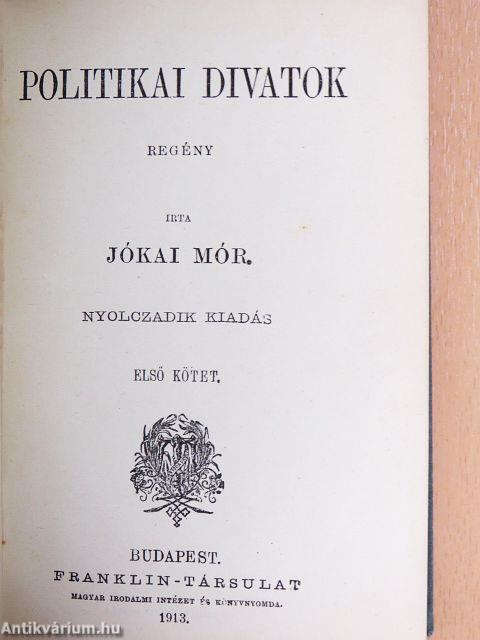 POLITIKAI DIVATOK
REGÉNY
IRTA
JÓKAI MÓR.
NYOLCZADIK KIADÁS
ELSŐ KÖTET.
BUDAPEST.
FRANKLIN-TÁRSULAT
MAGYAR IRODALMI INTÉZET ÉS KÖNYVNYOMDA.
1913.
Antikvárium.hu